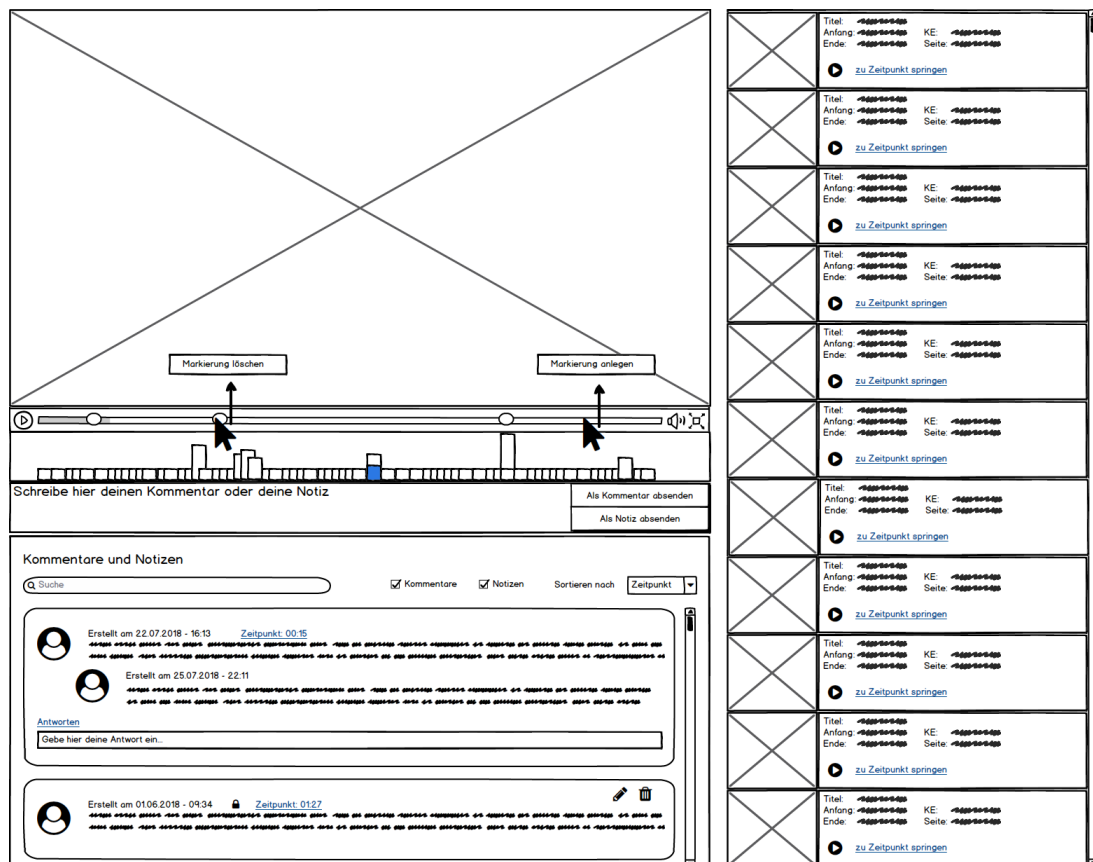 Markierung löschen
Markierung anlegen
Schreibe hier deinen Kommentar oder deine Notiz
Als Kommentar absenden
Als Notiz absenden
Kommentare und Notizen
Suche
Kommentare
Notizen
Sortieren nach
Zeitpunkt
Erstellt am 22.07.2018 - 16:13 Zeitpunkt: 00:15
Erstellt am 25.07.2018 - 22:11
Antworten
Gebe hier deine Antwort ein...
Erstellt am 01.06.2018 - 09:34 Zeitpunkt: 01:27
Titel:
Anfang: KE:
Ende: Seite:
zu Zeitpunkt springen
Titel:
Anfang: KE:
Ende: Seite:
zu Zeitpunkt springen
Titel:
Anfang: KE:
Ende: Seite:
zu Zeitpunkt springen
Titel:
Anfang: KE:
Ende: Seite:
zu Zeitpunkt springen
Titel:
Anfang: KE:
Ende: Seite:
zu Zeitpunkt springen
Titel:
Anfang: KE:
Ende: Seite:
zu Zeitpunkt springen
Titel:
Anfang: KE:
Ende: Seite:
zu Zeitpunkt springen
Titel:
Anfang: KE:
Ende: Seite:
zu Zeitpunkt springen
Titel:
Anfang: KE:
Ende: Seite:
zu Zeitpunkt springen
Titel:
Anfang: KE:
Ende: Seite:
zu Zeitpunkt springen
Titel:
Anfang: KE:
Ende: Seite:
zu Zeitpunkt springen